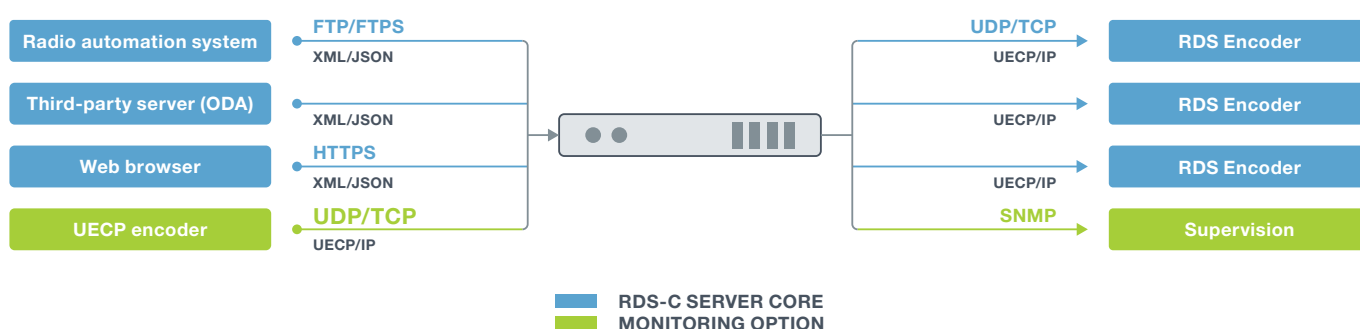 FTP/FTPS
UDP/TCP
Radio automation system
XML/JSON
UECP/IP
RDS Encoder
Third-party server (ODA)
XML/JSON
UECP/IP
RDS Encoder
HTTPS
Web browser
XML/JSON
UECP/IP
RDS Encoder
UDP/TCP
SNMP
UECP encoder
UECP/IP
Supervision
RDS-C SERVER CORE
MONITORING OPTION